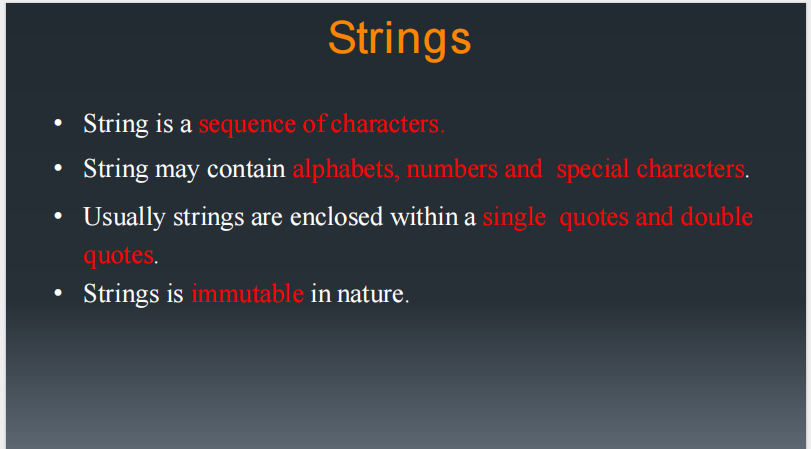 Strings
• String is a sequence of characters.
• String may contain alphabets, numbers and special characters.
• Usually strings are enclosed within a single quotes and double
quotes.
• Strings is immutable in nature.